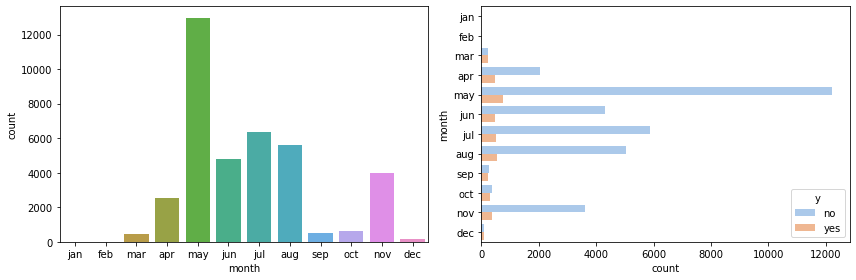 12000
10000
8000
6000
4000
2000
0
count
jan feb mar apr may jun jul aug sep oct nov dec
month
jan
feb
mar
apr
may
jun
jul
aug
sep
oct
nov
dec
month
0 2000 4000 6000 8000 10000 12000
count
y
no
yes